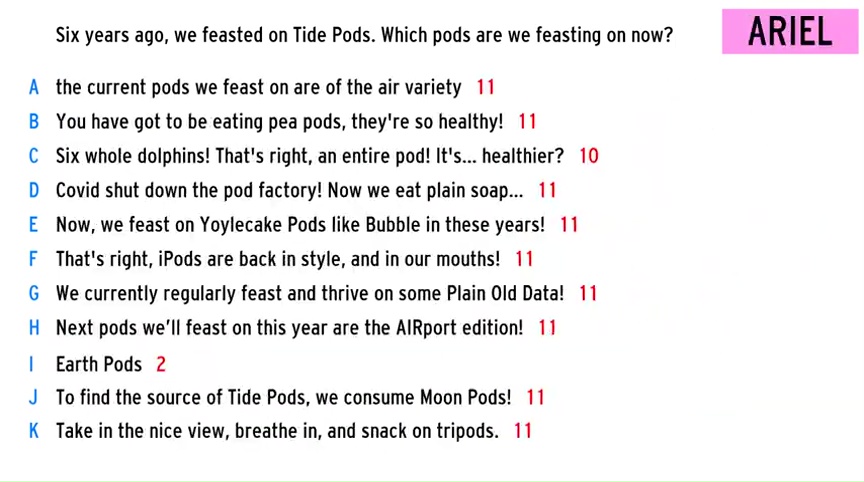 Six years ago, we feasted on Tide Pods. Which pods are we feasting on now?
ARIEL
A the current pods we feast on are of the air variety 11
B You have got to be eating pea pods, they're so healthy! 11
C Six whole dolphins! That's right, an entire pod! It's... healthier? 10
D Covid shut down the pod factory! Now we eat plain soap... 11
E Now, we feast on Yoylecake Pods like Bubble in these years! 11
F That's right, iPods are back in style, and in our mouths! 11
G We currently regularly feast and thrive on some Plain Old Data! 11
H Next pods we'll feast on this year are the AIRport edition! 11
I Earth Pods 2
J To find the source of Tide Pods, we consume Moon Pods! 11
K Take in the nice view, breathe in, and snack on tripods. 11